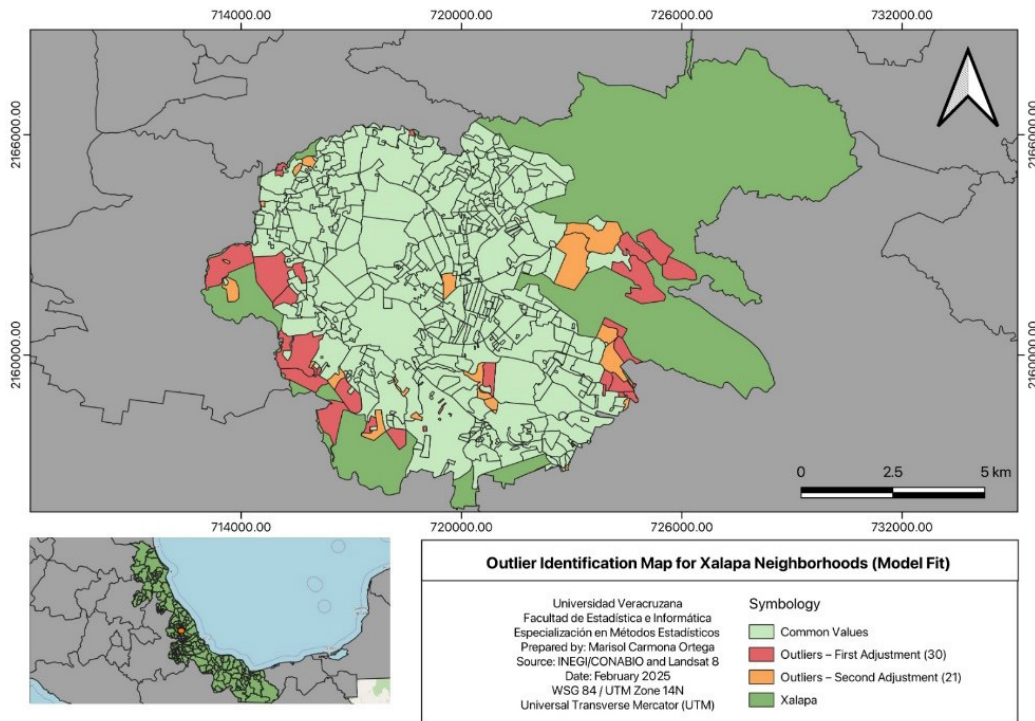 714000.00 720000.00 726000.00 732000.00
2166000.00 2166000.00
2160000.00 2160000.00
0 2.5 5 km
714000.00 720000.00 726000.00 732000.00
Outlier Identification Map for Xalapa Neighborhoods (Model Fit)
Universidad Veracruzana
Facultad de Estadística e Informática
Especialización en Métodos Estadísticos
Prepared by: Marisol Carmona Ortega
Source: INEGI/CONABIO and Landsat 8
Date: February 2025
WSG 84 / UTM Zone 14N
Universal Transverse Mercator (UTM)
Symbology
Common Values
Outliers – First Adjustment (30)
Outliers – Second Adjustment (21)
Xalapa